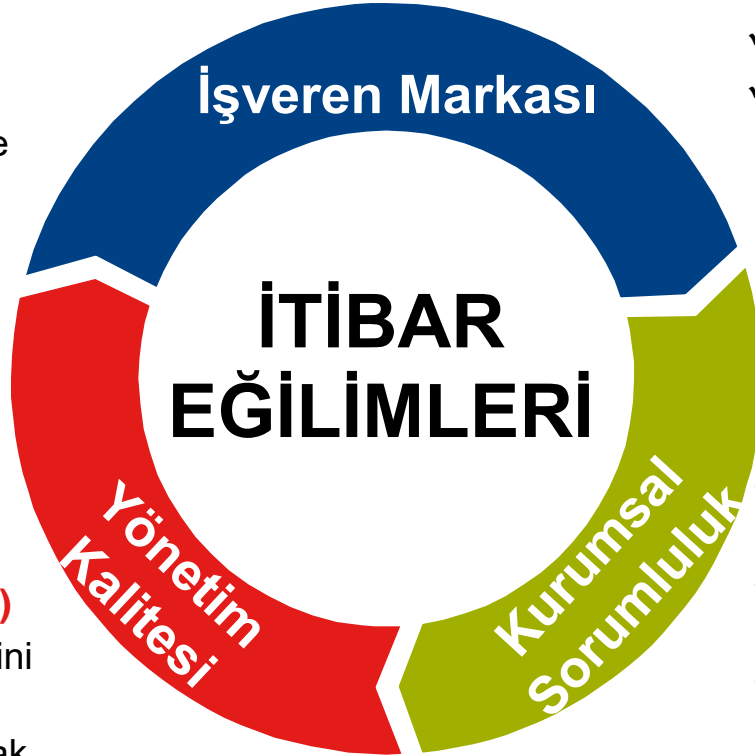 İşveren Markası
İTİBAR
EĞİLİMLERİ
Yönetim
Kalitesi
Kurumsal
Sorumluluk